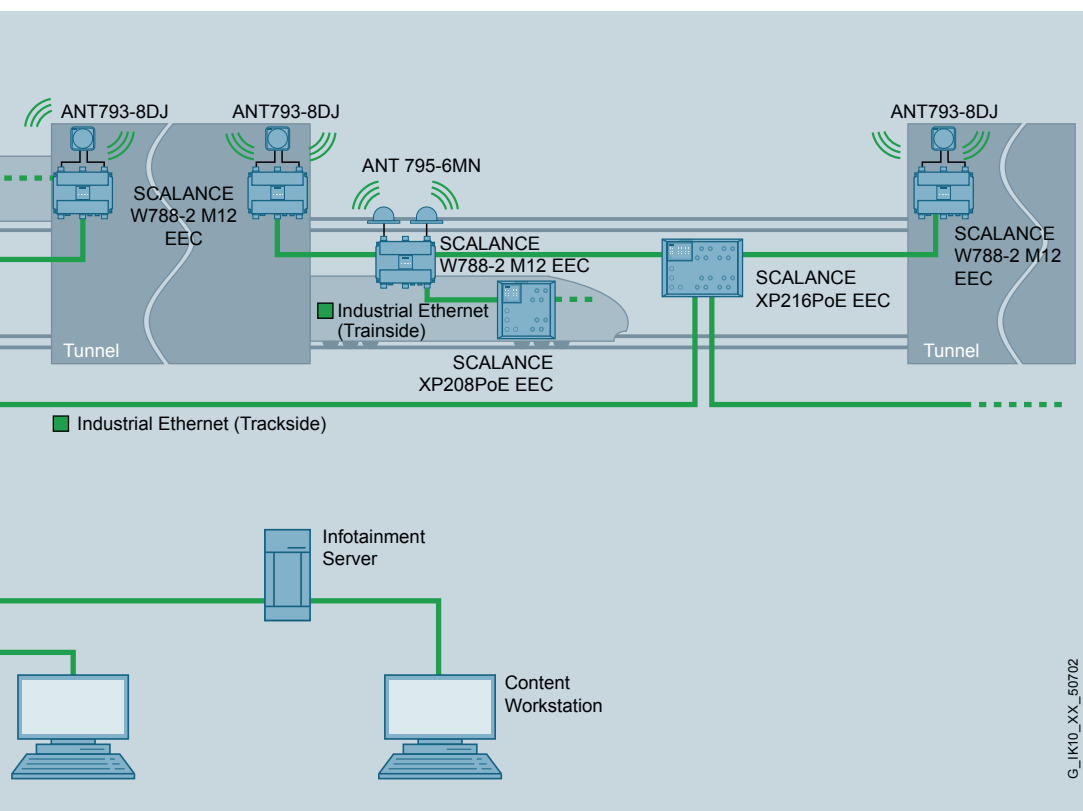 ANT793-8DJ
ANT793-8DJ
ANT793-8DJ
ANT 795-6MN
SCALANCE
W788-2 M12
EEC
SCALANCE
W788-2 M12 EEC
SCALANCE
XP216PoE EEC
SCALANCE
W788-2 M12
EEC
Industrial Ethernet
(Trainside)
Tunnel
SCALANCE
XP208PoE EEC
Tunnel
Industrial Ethernet (Trackside)
Infotainment
Server
Content
Workstation
G_IK10_XX_50702